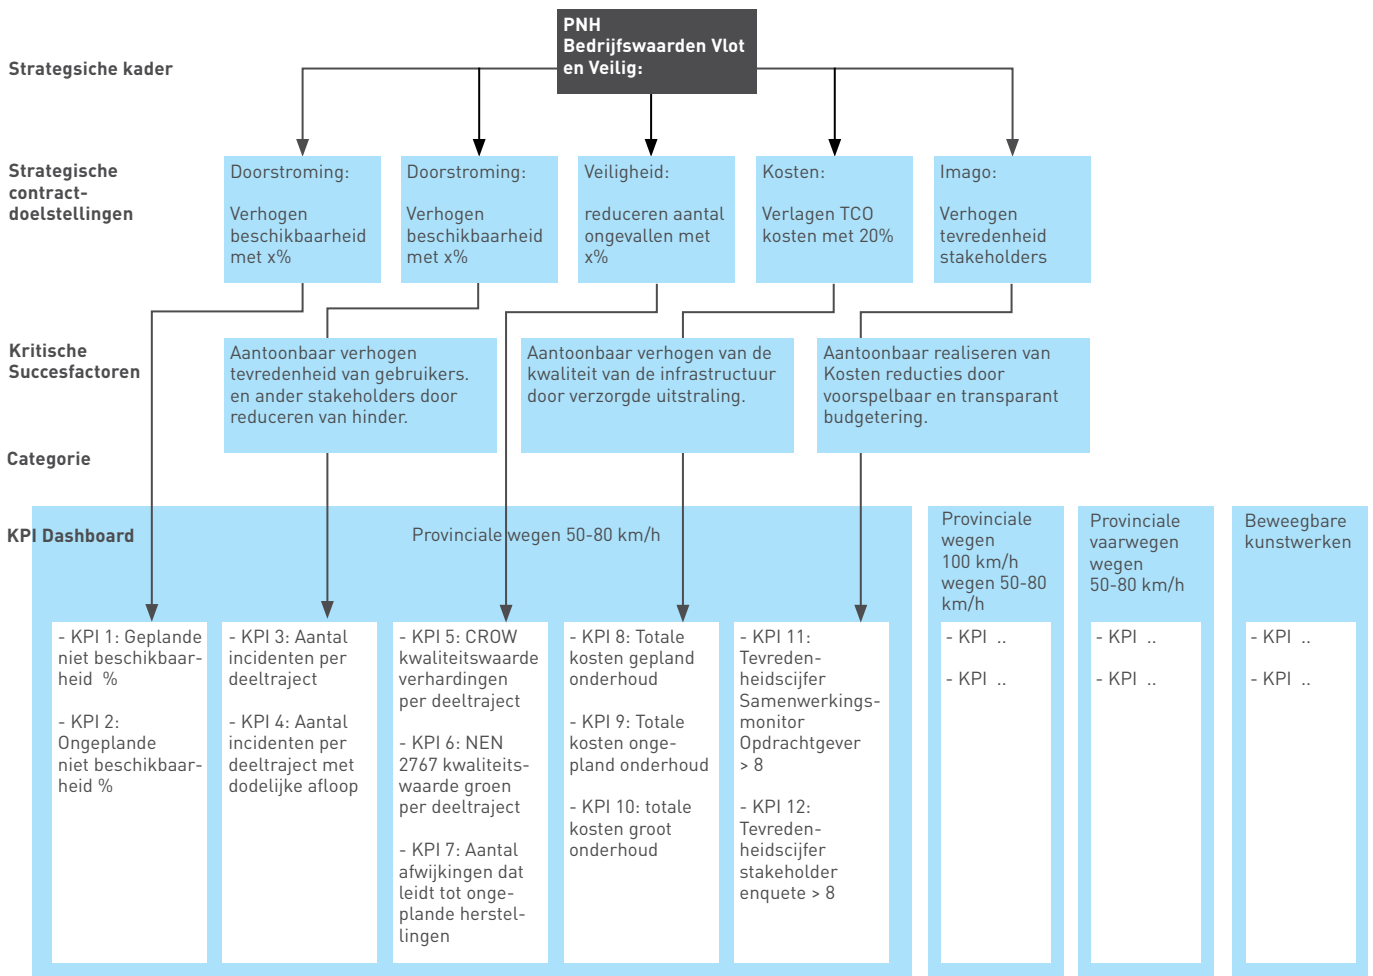 PNH
Bedrijfswaarden Vlot
en Veilig:
Strategsiche kader
Strategische
contract-
doelstellingen
Doorstroming:
Verhogen
beschikbaarheid
met x%
Doorstroming:
Verhogen
beschikbaarheid
met x%
Veiligheid:
reduceren aantal
ongevallen met
x%
Kosten:
Verlagen TCO
kosten met 20%
Imago:
Verhogen
tevredenheid
stakeholders
Kritische
Succesfactoren
Aantoonbaar verhogen
tevredenheid van gebruikers.
en ander stakeholders door
reduceren van hinder.
Aantoonbaar verhogen van de
kwaliteit van de infrastructuur
door verzorgde uitstraling.
Aantoonbaar realiseren van
Kosten reducties door
voorspelbaar en transparant
budgetering.
Categorie
KPI Dashboard
Provinciale wegen 50-80 km/h
Provinciale
wegen
100 km/h
wegen 50-80
km/h
Provinciale
vaarwegen
wegen
50-80 km/h
Beweegbare
kunstwerken
- KPI 1: Geplande
niet beschikbaar-
heid %
- KPI 2:
Ongeplande
niet beschikbaar-
heid %
- KPI 3: Aantal
incidenten per
deeltraject
- KPI 4: Aantal
incidenten per
deeltraject met
dodelijke afloop
- KPI 5: CROW
kwaliteitswaarde
verhardingen
per deeltraject
- KPI 6: NEN
2767 kwaliteits-
waarde groen
per deeltraject
- KPI 7: Aantal
afwijkingen dat
leidt tot onge-
plande herstel-
lingen
- KPI 8: Totale
kosten gepland
onderhoud
- KPI 9: Totale
kosten onge-
pland onderhoud
- KPI 10: totale
kosten groot
onderhoud
- KPI 11:
Tevreden-
heidscijfer
Samenwerkings-
monitor
Opdrachtgever
> 8
- KPI 12:
Tevreden-
heidscijfer
stakeholder
enquete > 8
- KPI ..
- KPI ..
- KPI ..
- KPI ..
- KPI ..
- KPI ..